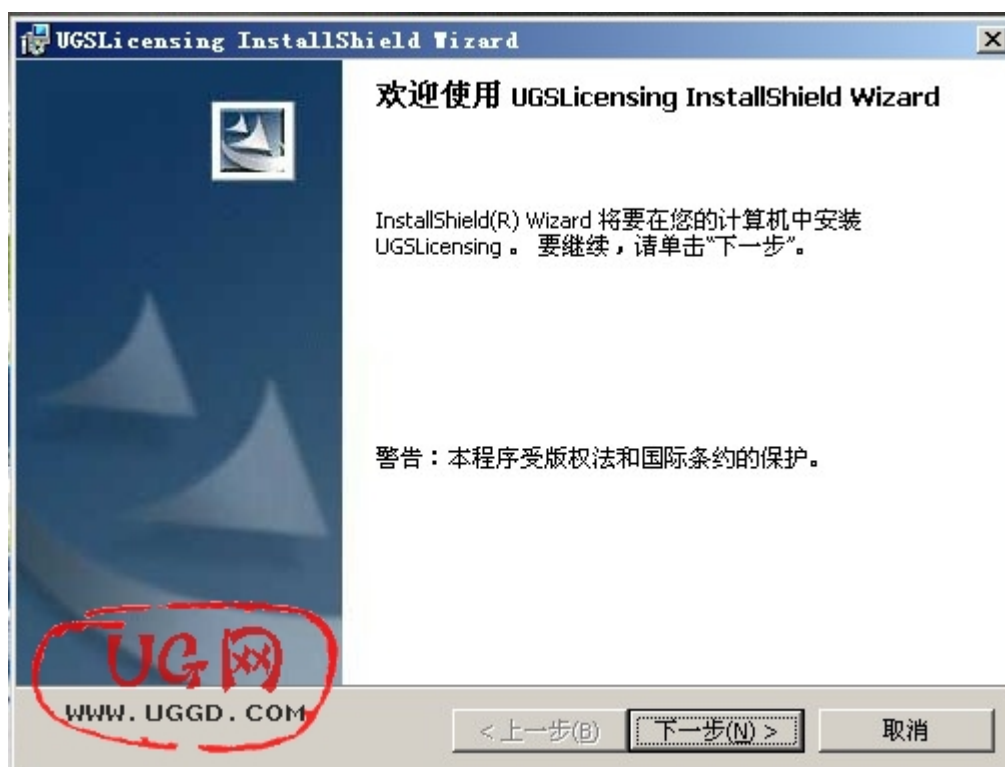 UGSLicensing InstallShield Wizard
欢迎使用 UGSLicensing InstallShield Wizard
InstallShield(R) Wizard 将要在您的计算机中安装
UGSLicensing 。 要继续，请单击“下一步”。
警告：本程序受版权法和国际条约的保护。
UG网
WWW.UGGD.COM
<上一步(B)
下一步(N) >
取消